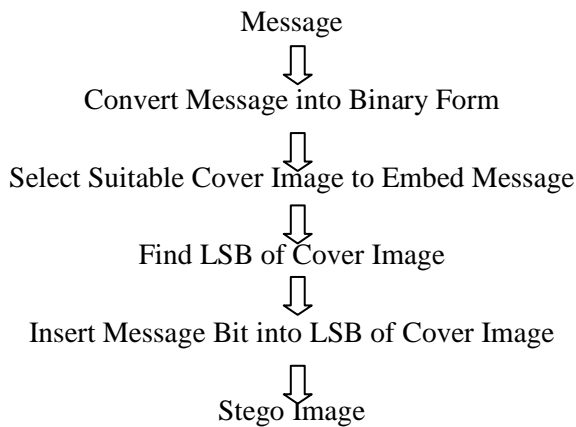 Message
Convert Message into Binary Form
Select Suitable Cover Image to Embed Message
Find LSB of Cover Image
Insert Message Bit into LSB of Cover Image
Stego Image